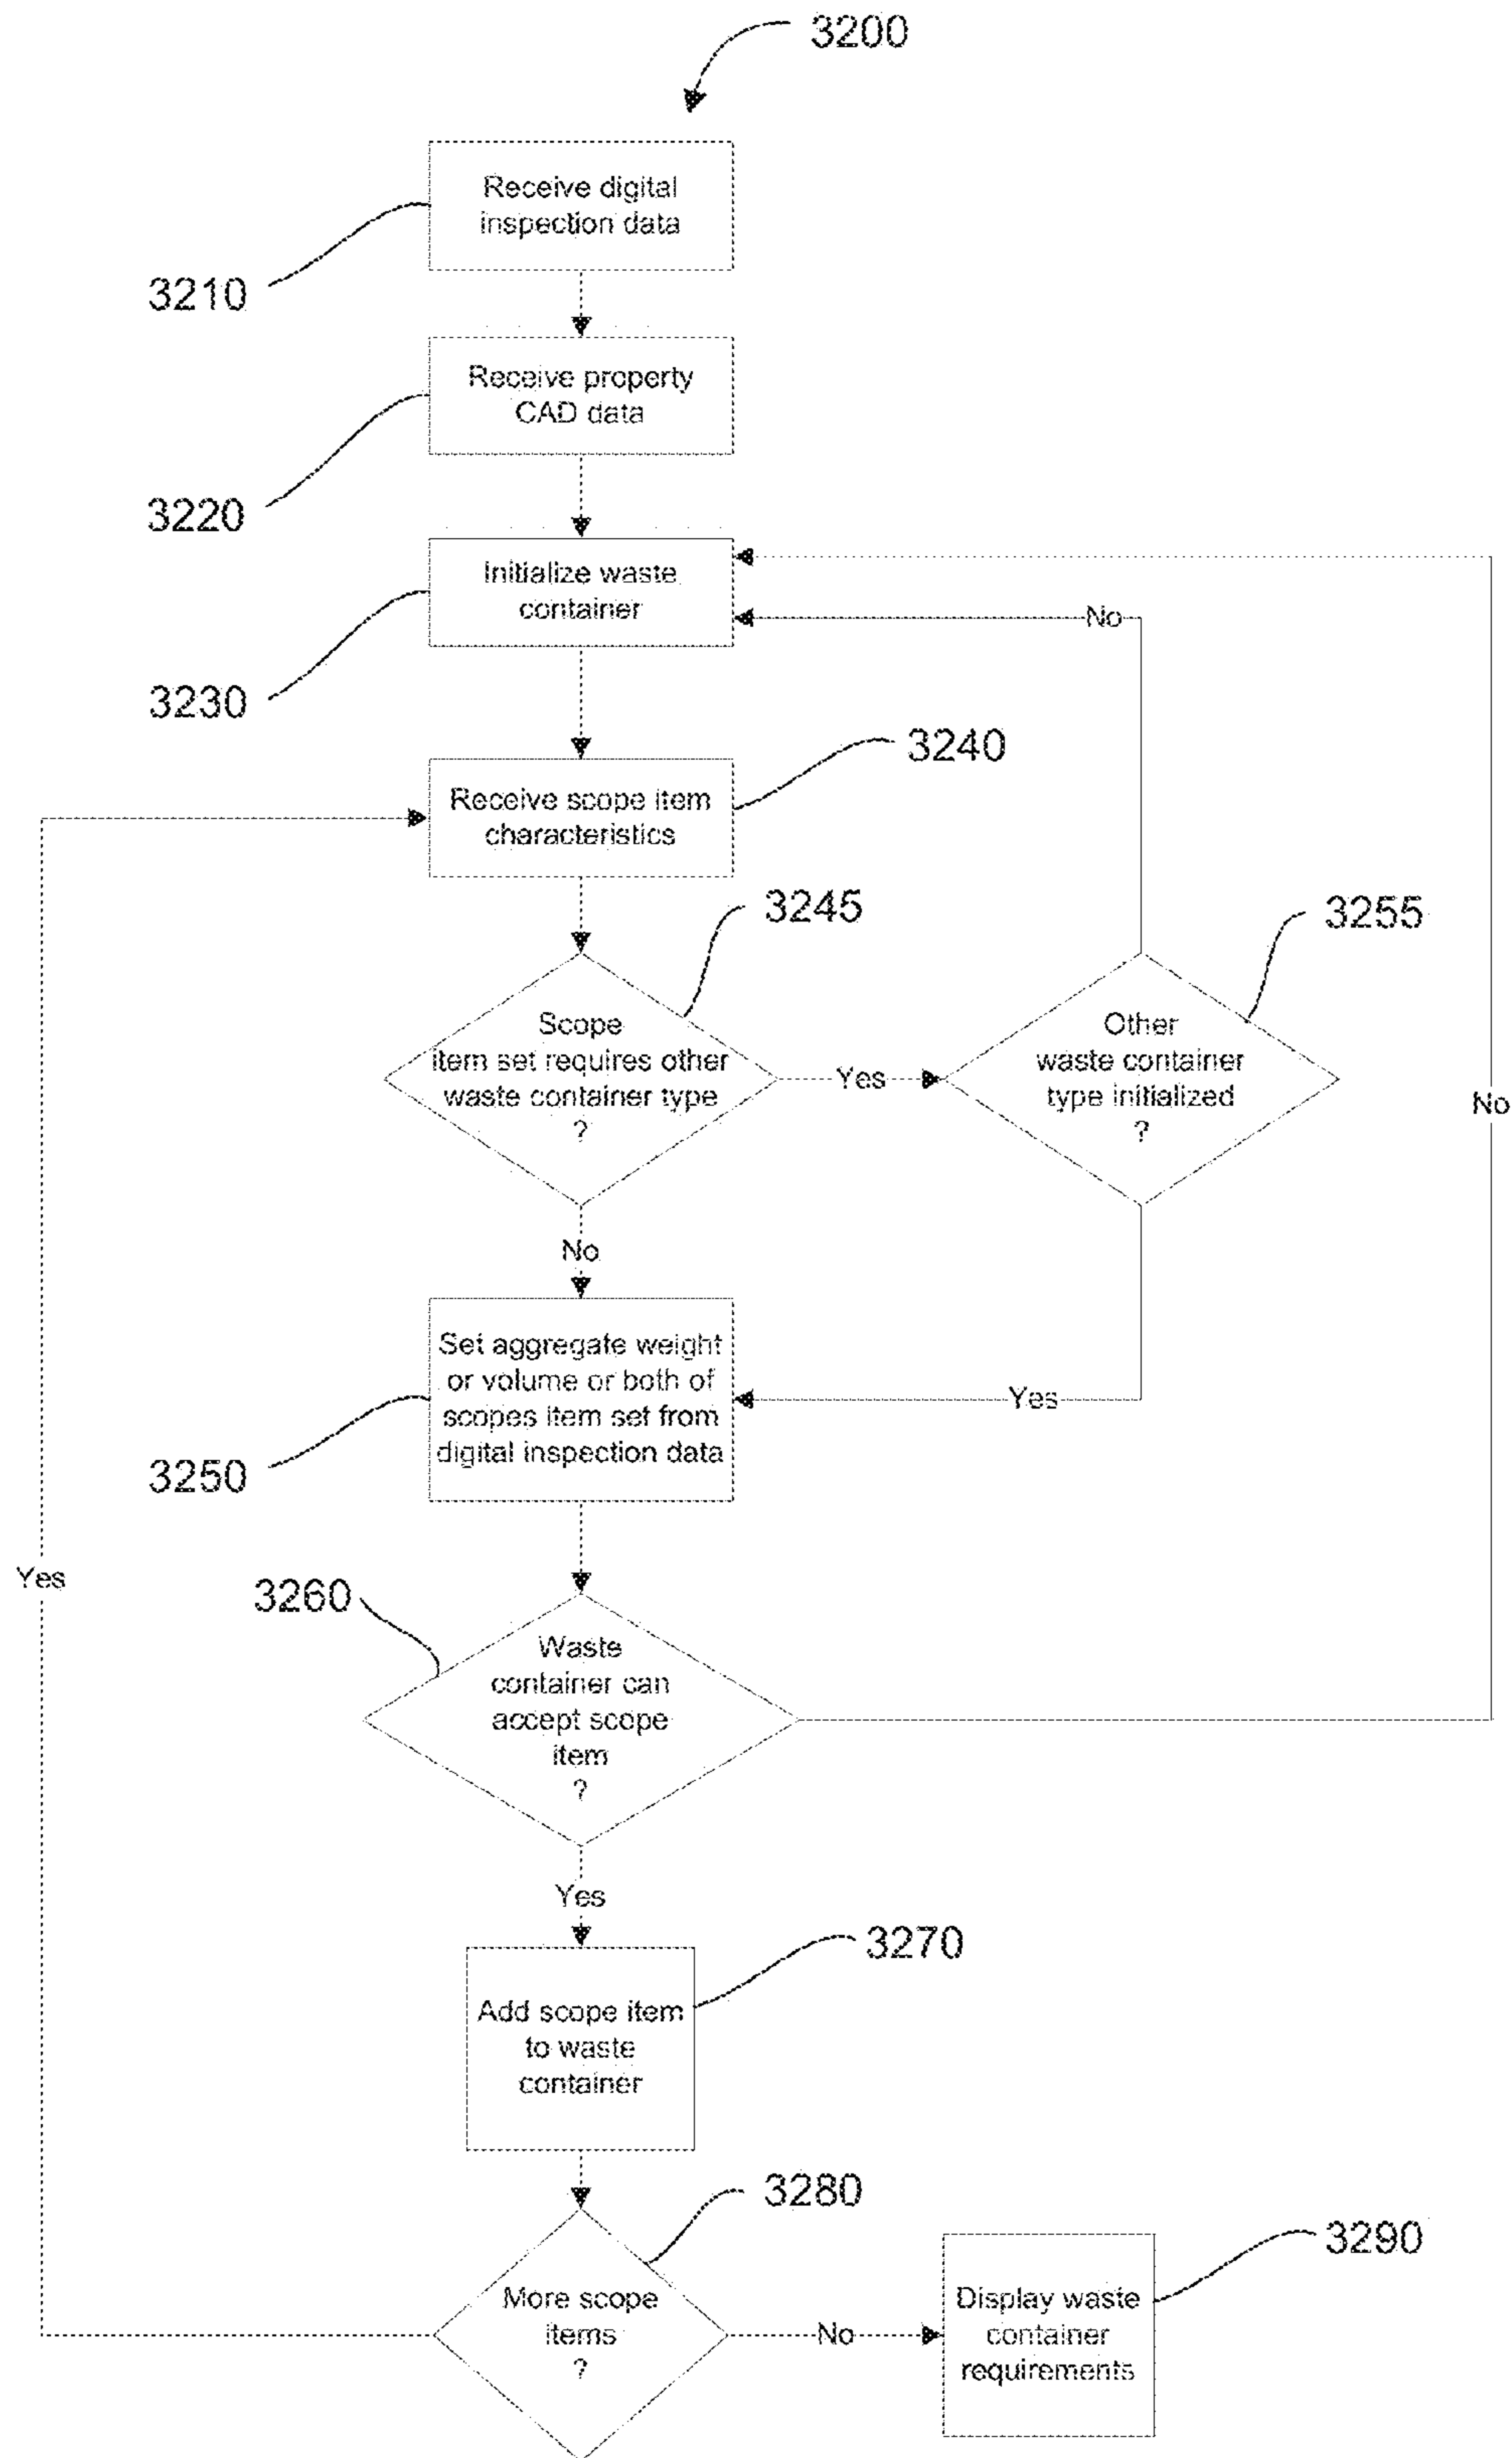 3200
Receive digital
inspection data
3210
Receive property
CAD data
3220
Initialize waste
container
No
3230
3240
Receive scope item
characteristics
3245
3255
Scope
item set requires other
waste container type
?
Yes
Other
waste container
type initialized
?
No
No
Set aggregate weight
or volume or both of
scopes item set from
digital inspection data
Yes
3250
Yes
3260
Waste
container can
accept scope
item
?
Yes
3270
Add scope item
to waste
container
3280
3290
More scope
items
?
No
Display waste
container
requirements